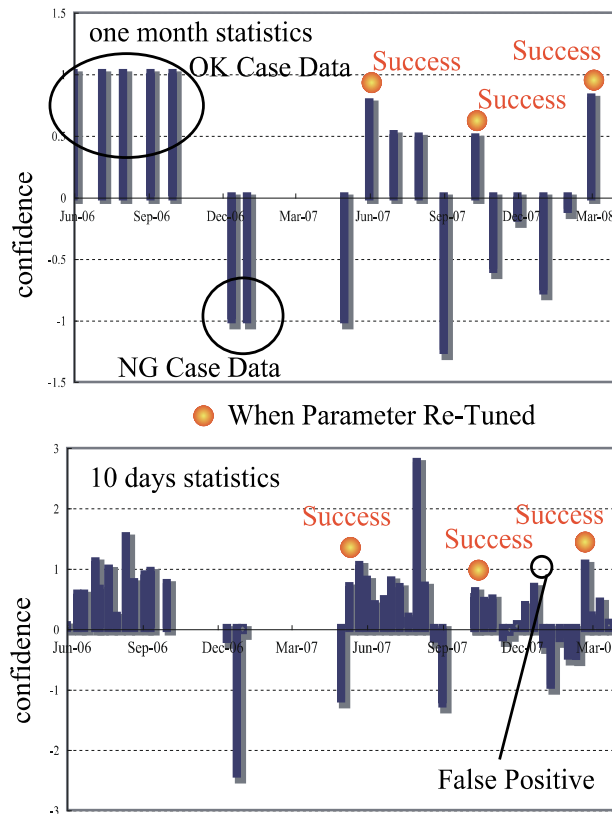 1.5
one month statistics
OK Case Data
Success
Success
Success
1
0.5
0
Jun-06 Sep-06 Dec-06 Mar-07 Jun-07 Sep-07 Dec-07 Mar-08
confidence
-0.5
-1
NG Case Data
-1.5
When Parameter Re-Tuned
3
10 days statistics
2
Success
Success
Success
1
0
Jun-06 Sep-06 Dec-06 Mar-07 Jun-07 Sep-07 Dec-07 Mar-0
confidence
-1
-2
False Positive
-3